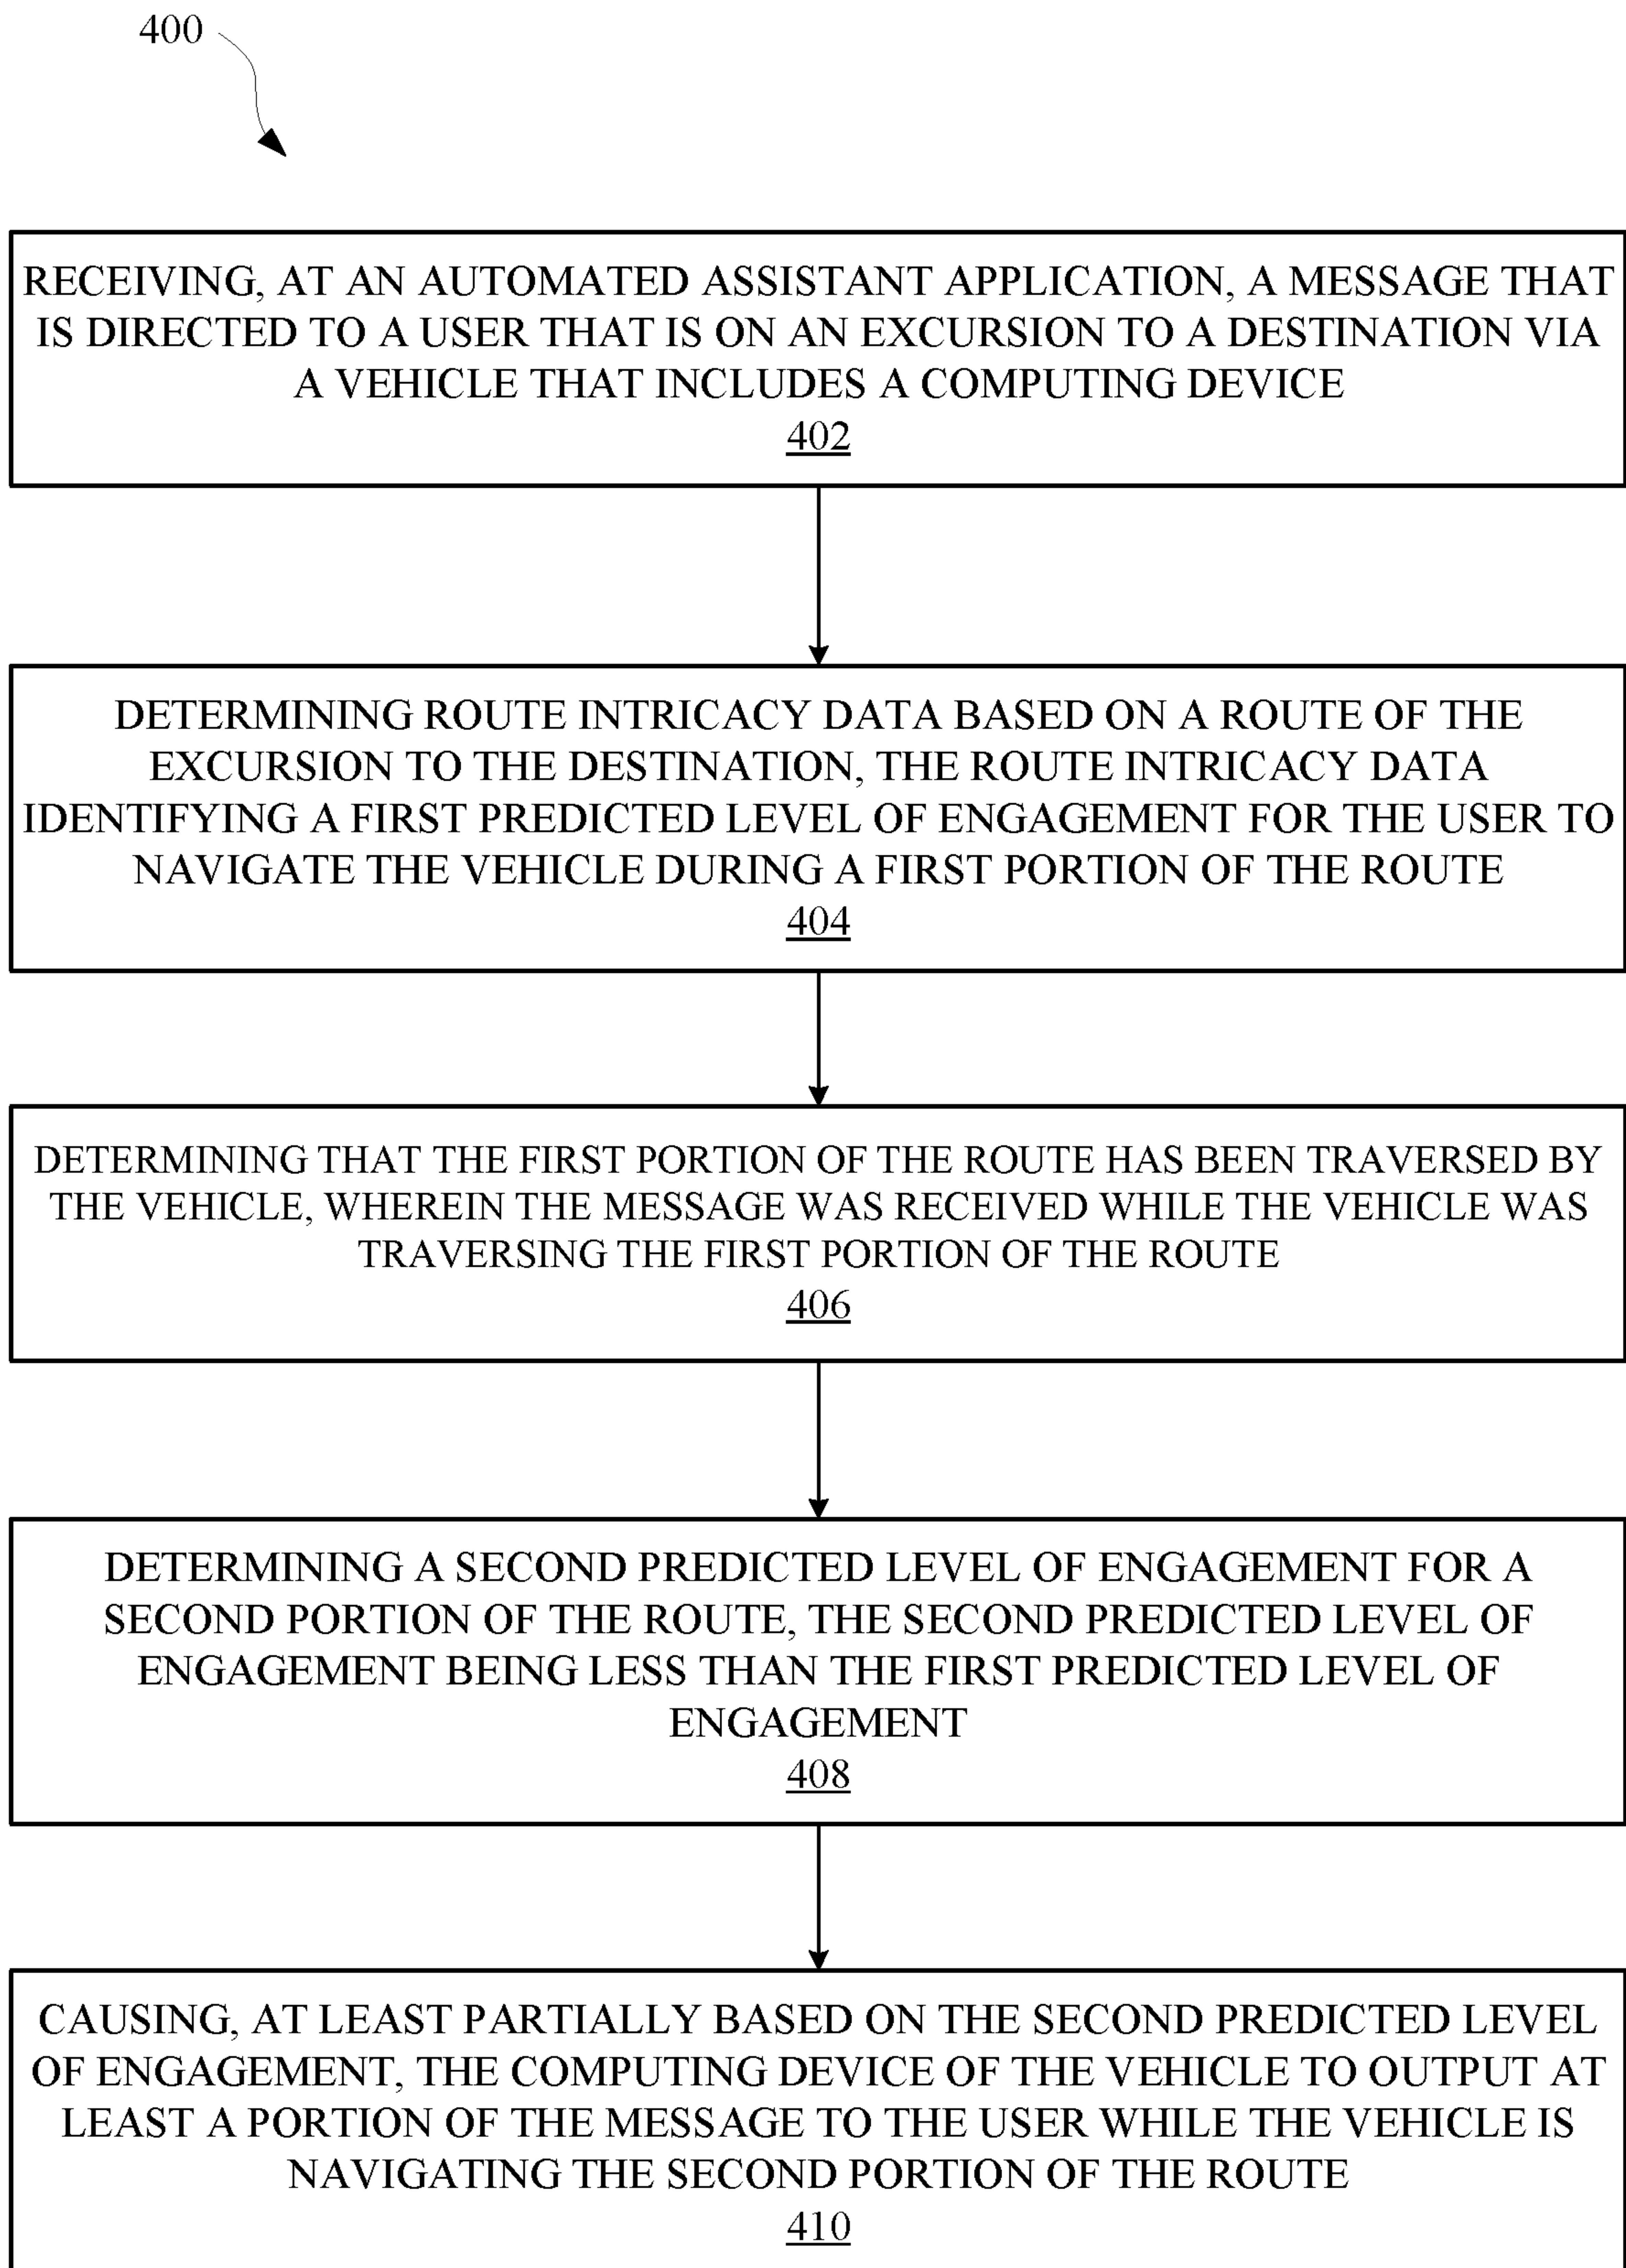 400
RECEIVING, AT AN AUTOMATED ASSISTANT APPLICATION, A MESSAGE THAT
IS DIRECTED TO A USER THAT IS ON AN EXCURSION TO A DESTINATION VIA
A VEHICLE THAT INCLUDES A COMPUTING DEVICE
402
DETERMINING ROUTE INTRICACY DATA BASED ON A ROUTE OF THE
EXCURSION TO THE DESTINATION, THE ROUTE INTRICACY DATA
IDENTIFYING A FIRST PREDICTED LEVEL OF ENGAGEMENT FOR THE USER TO
NAVIGATE THE VEHICLE DURING A FIRST PORTION OF THE ROUTE
404
DETERMINING THAT THE FIRST PORTION OF THE ROUTE HAS BEEN TRAVERSED BY
THE VEHICLE, WHEREIN THE MESSAGE WAS RECEIVED WHILE THE VEHICLE WAS
TRAVERSING THE FIRST PORTION OF THE ROUTE
406
DETERMINING A SECOND PREDICTED LEVEL OF ENGAGEMENT FOR A
SECOND PORTION OF THE ROUTE, THE SECOND PREDICTED LEVEL OF
ENGAGEMENT BEING LESS THAN THE FIRST PREDICTED LEVEL OF
ENGAGEMENT
408
CAUSING, AT LEAST PARTIALLY BASED ON THE SECOND PREDICTED LEVEL
OF ENGAGEMENT, THE COMPUTING DEVICE OF THE VEHICLE TO OUTPUT AT
LEAST A PORTION OF THE MESSAGE TO THE USER WHILE THE VEHICLE IS
NAVIGATING THE SECOND PORTION OF THE ROUTE
410